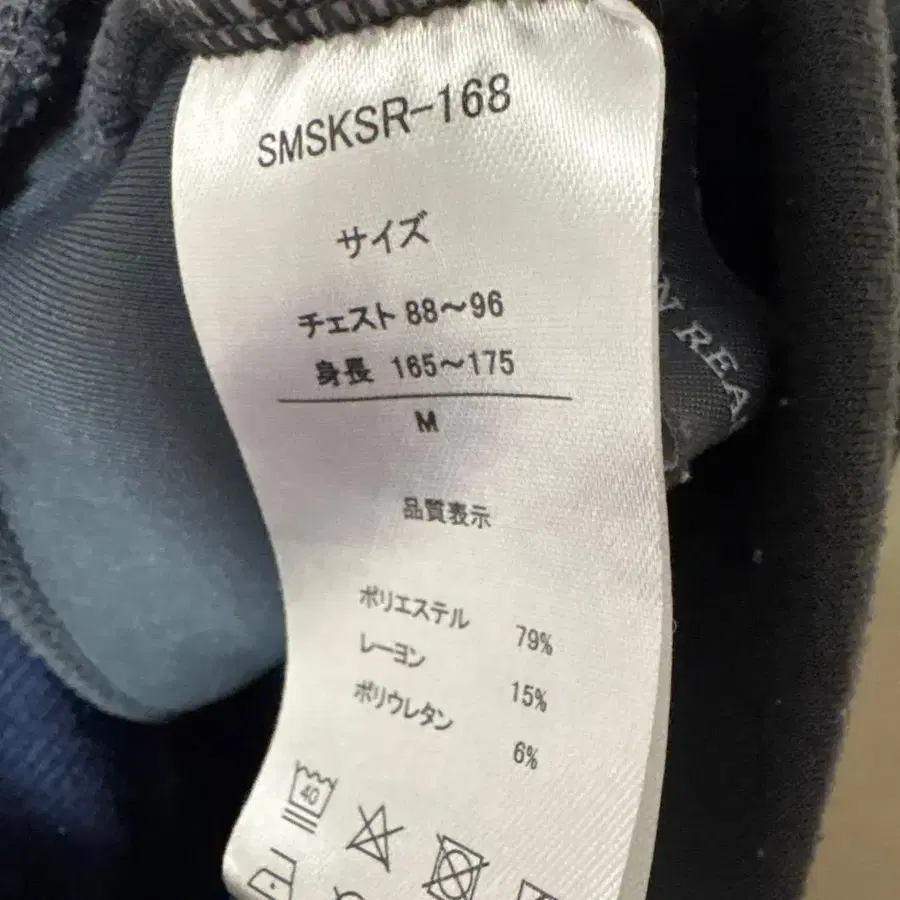 SMSKSR-168
サイズ
チェスト 88〜96
身長 165〜175
M
品質表示
ポリエステル 79%
レーヨン 15%
ポリウレタン 6%
40
N REA